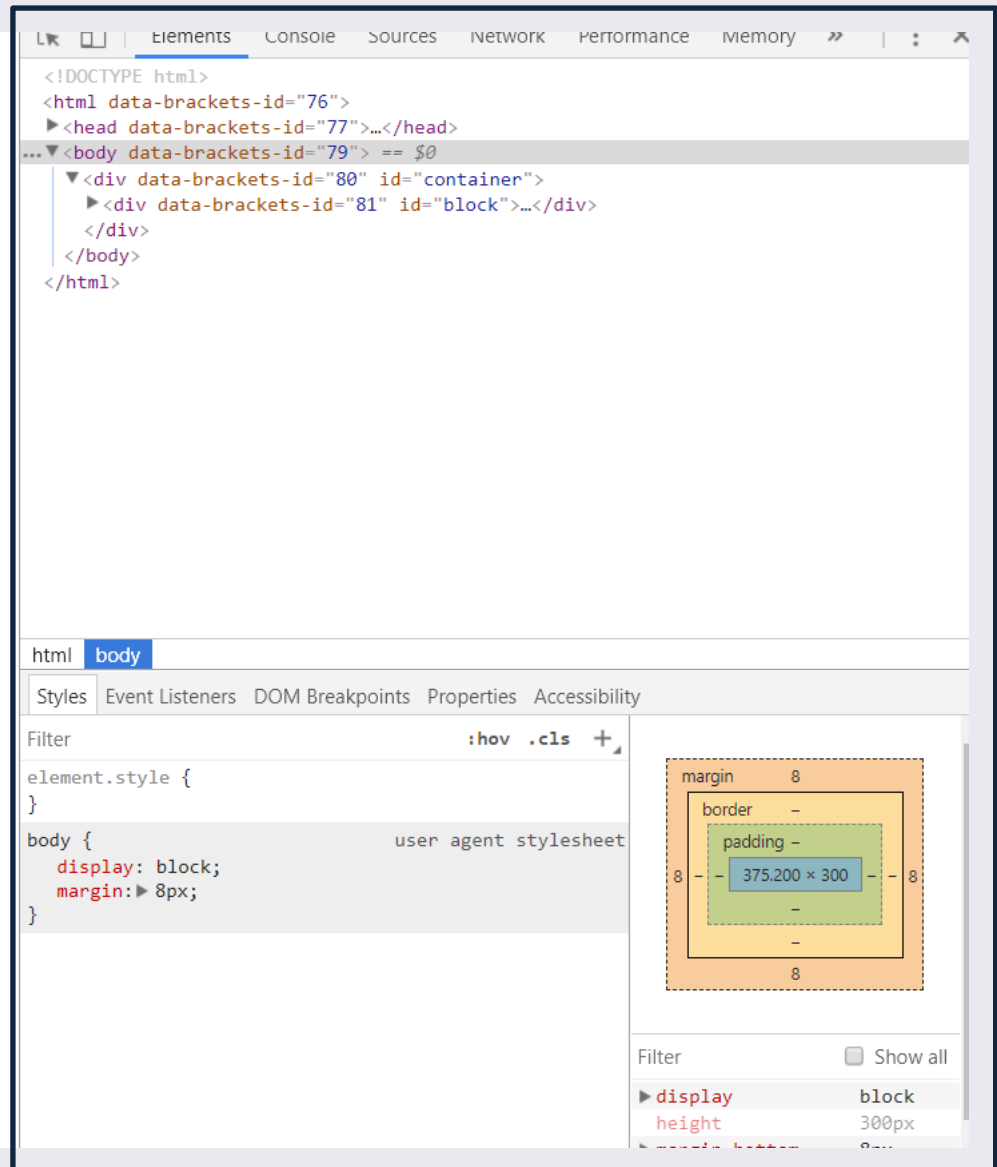 Elements Console Sources Network Performance Memory »
<!DOCTYPE html>
<html data-brackets-id="76">
▶<head data-brackets-id="77">…</head>
...▼<body data-brackets-id="79"> == $0
▼<div data-brackets-id="80" id="container">
▶<div data-brackets-id="81" id="block">…</div>
</div>
</body>
</html>
html body
Styles Event Listeners DOM Breakpoints Properties Accessibility
Filter :hov .cls +
element.style {
}
body { user agent stylesheet
display: block;
margin:▶ 8px;
}
margin 8
border –
padding –
8 – – 375.200 × 300 – – 8
–
–
8
Filter Show all
▶display block
height 300px
▶margin-bottom 8px